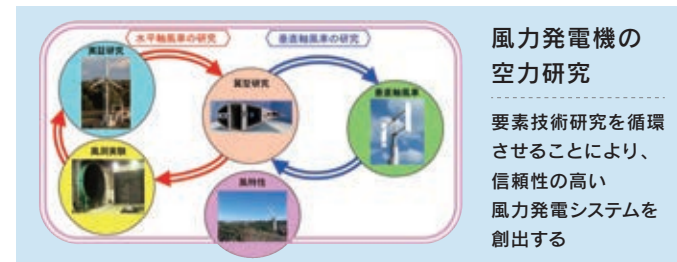 水平軸風車の研究
垂直軸風車の研究
実証研究
翼型研究
垂直軸風車
風洞実験
風特性
風力発電機の
空力研究
要素技術研究を循環
させることにより、
信頼性の高い
風力発電システムを
創出する